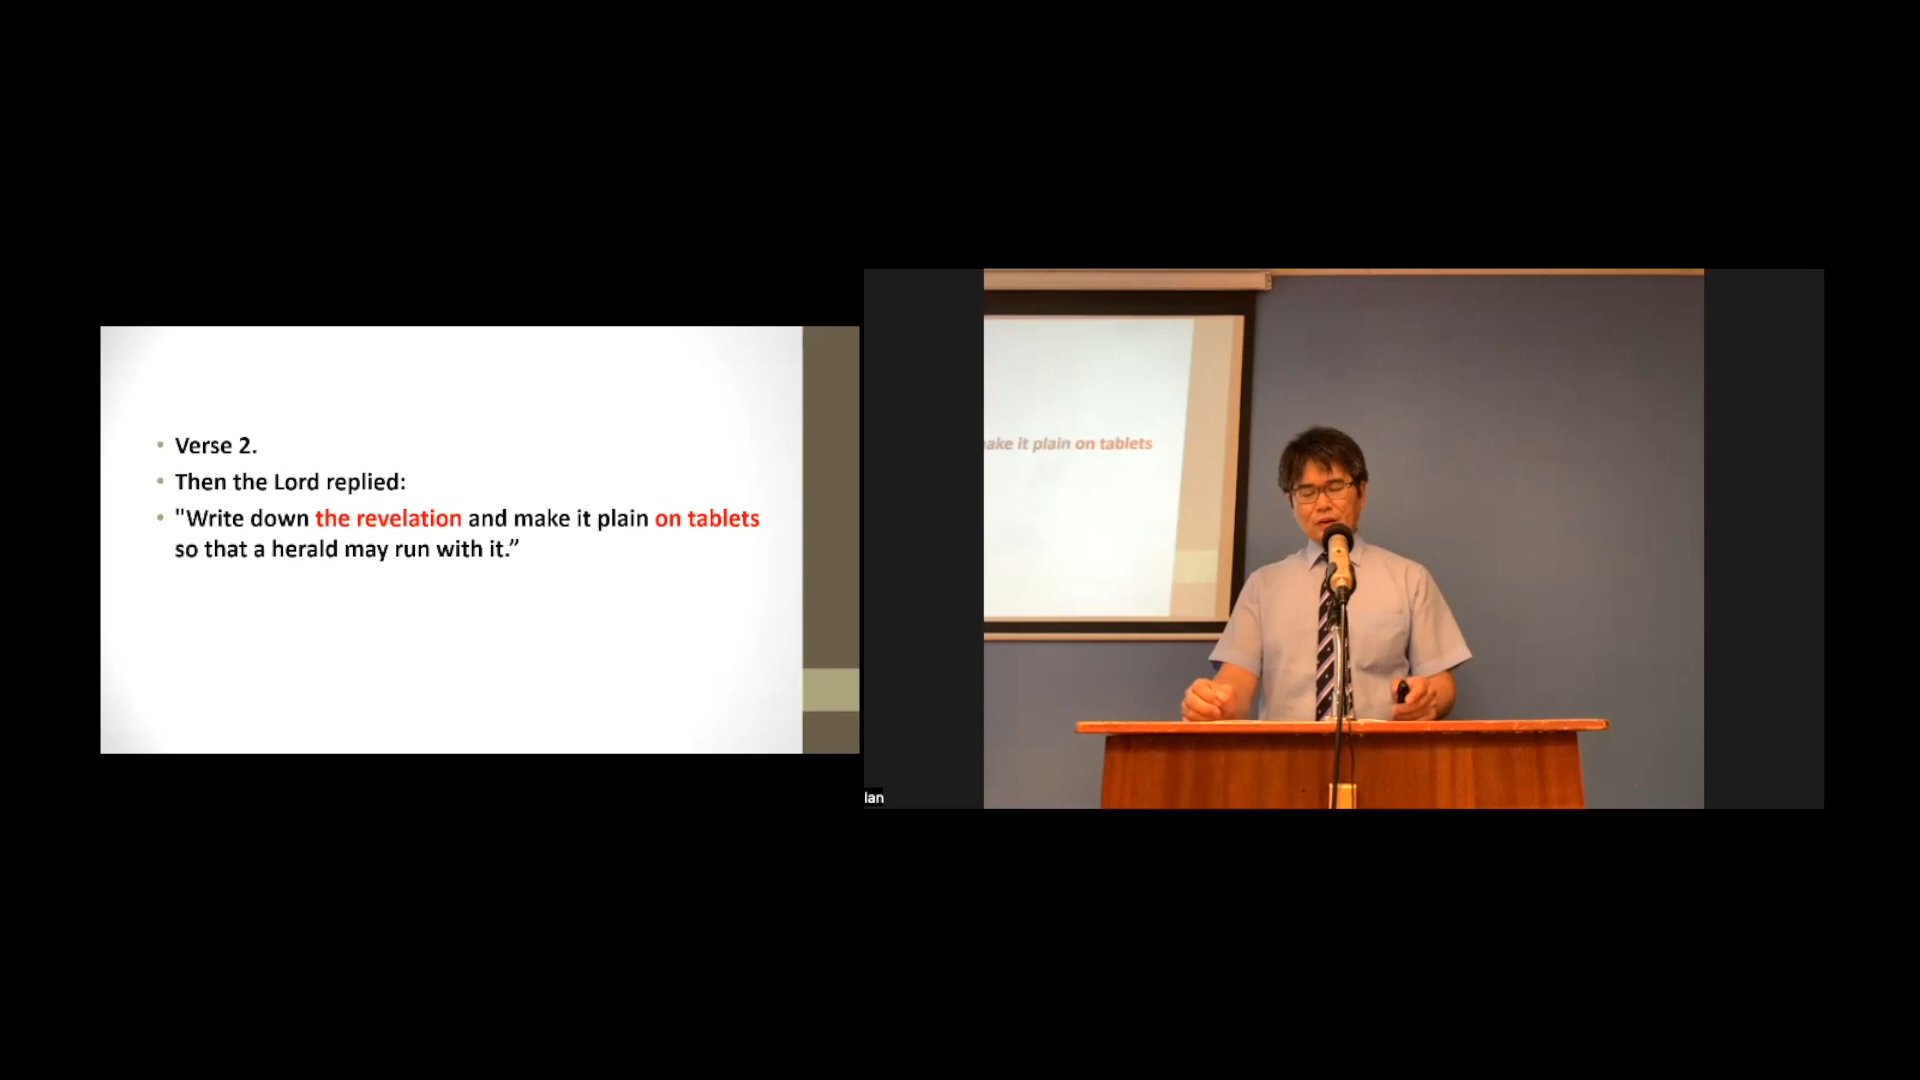 • Verse 2.
• Then the Lord replied:
• "Write down the revelation and make it plain on tablets
so that a herald may run with it.”
ake it plain on tablets
lan